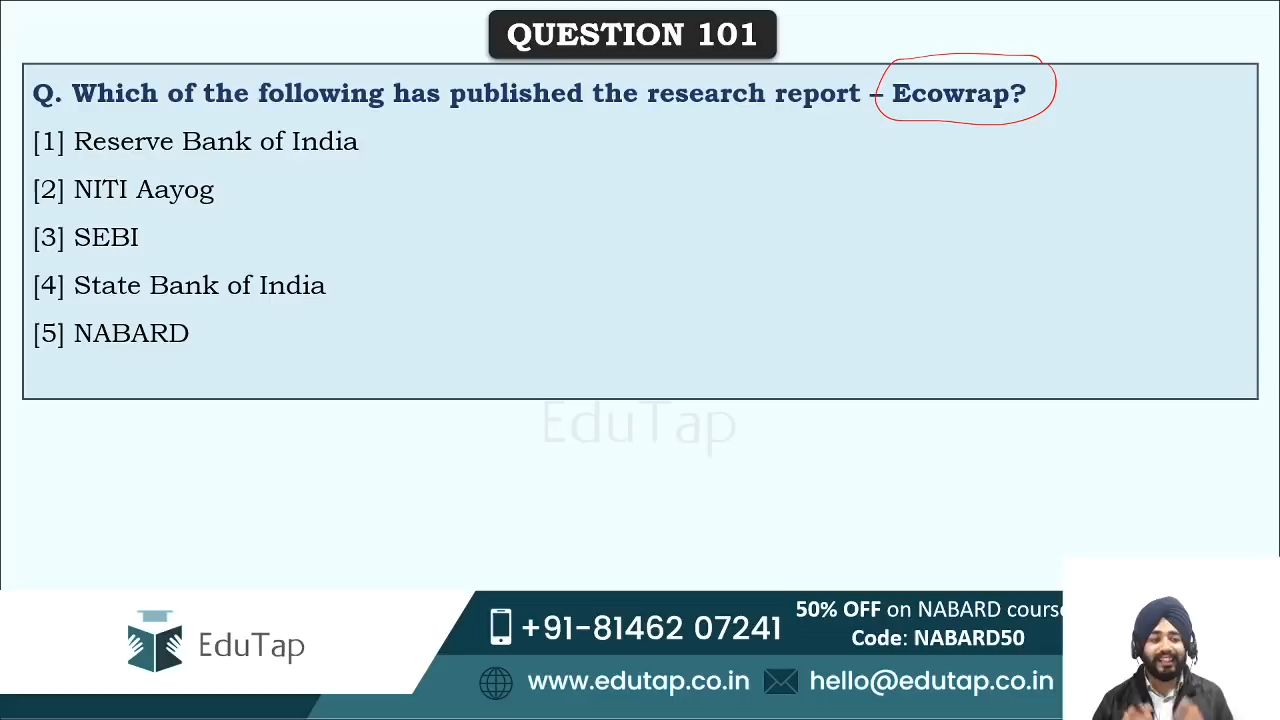 QUESTION 101
Q. Which of the following has published the research report – Ecowrap?
[1] Reserve Bank of India
[2] NITI Aayog
[3] SEBI
[4] State Bank of India
[5] NABARD
EduTap
EduTap
+91-81462 07241
50% OFF on NABARD course
Code: NABARD50
www.edutap.co.in
hello@edutap.co.in